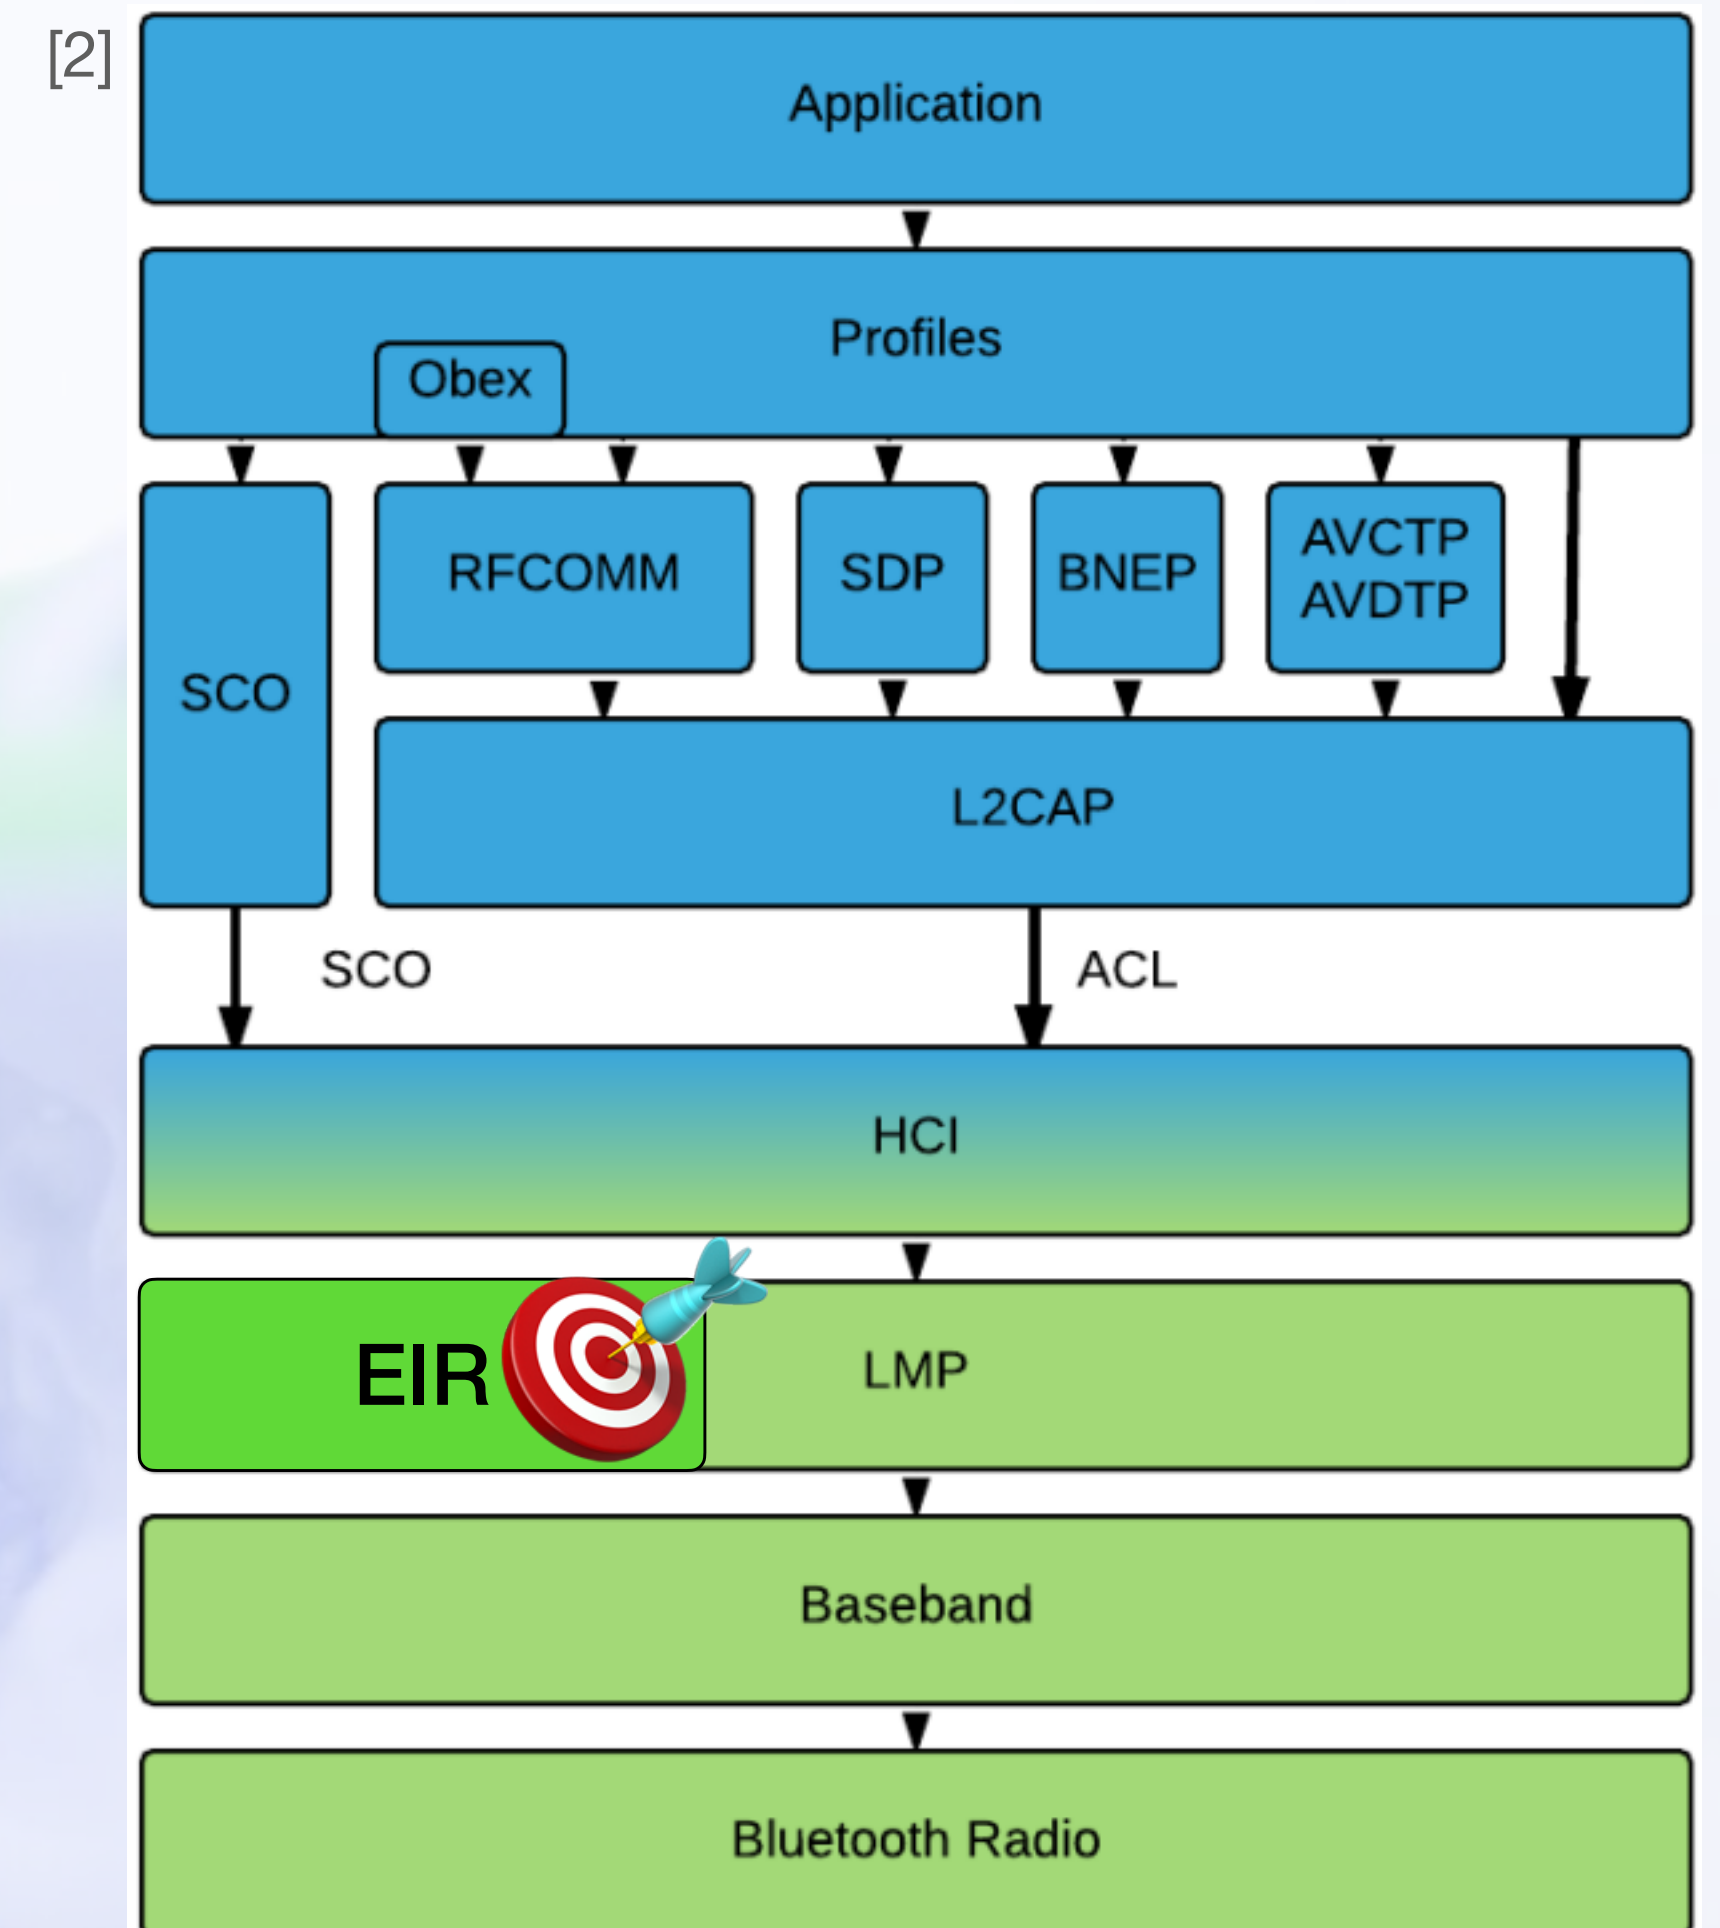 [2]
Application
Profiles
Obex
SCO
RFCOMM
SDP
BNEP
AVCTP
AVDTP
L2CAP
SCO
ACL
HCI
EIR
LMP
Baseband
Bluetooth Radio